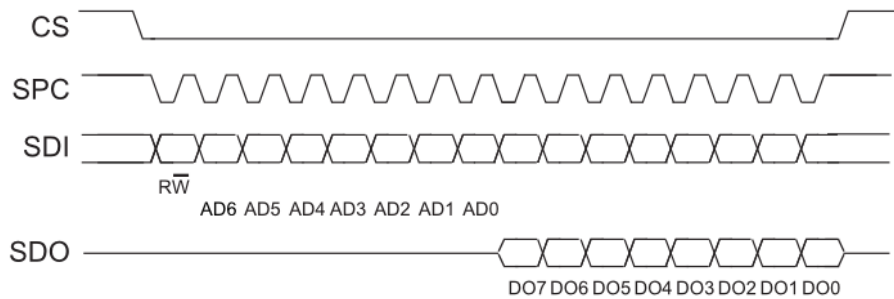 CS
SPC
SDI
RW̅
AD6 AD5 AD4 AD3 AD2 AD1 AD0
SDO
DO7 DO6 DO5 DO4 DO3 DO2 DO1 DO0